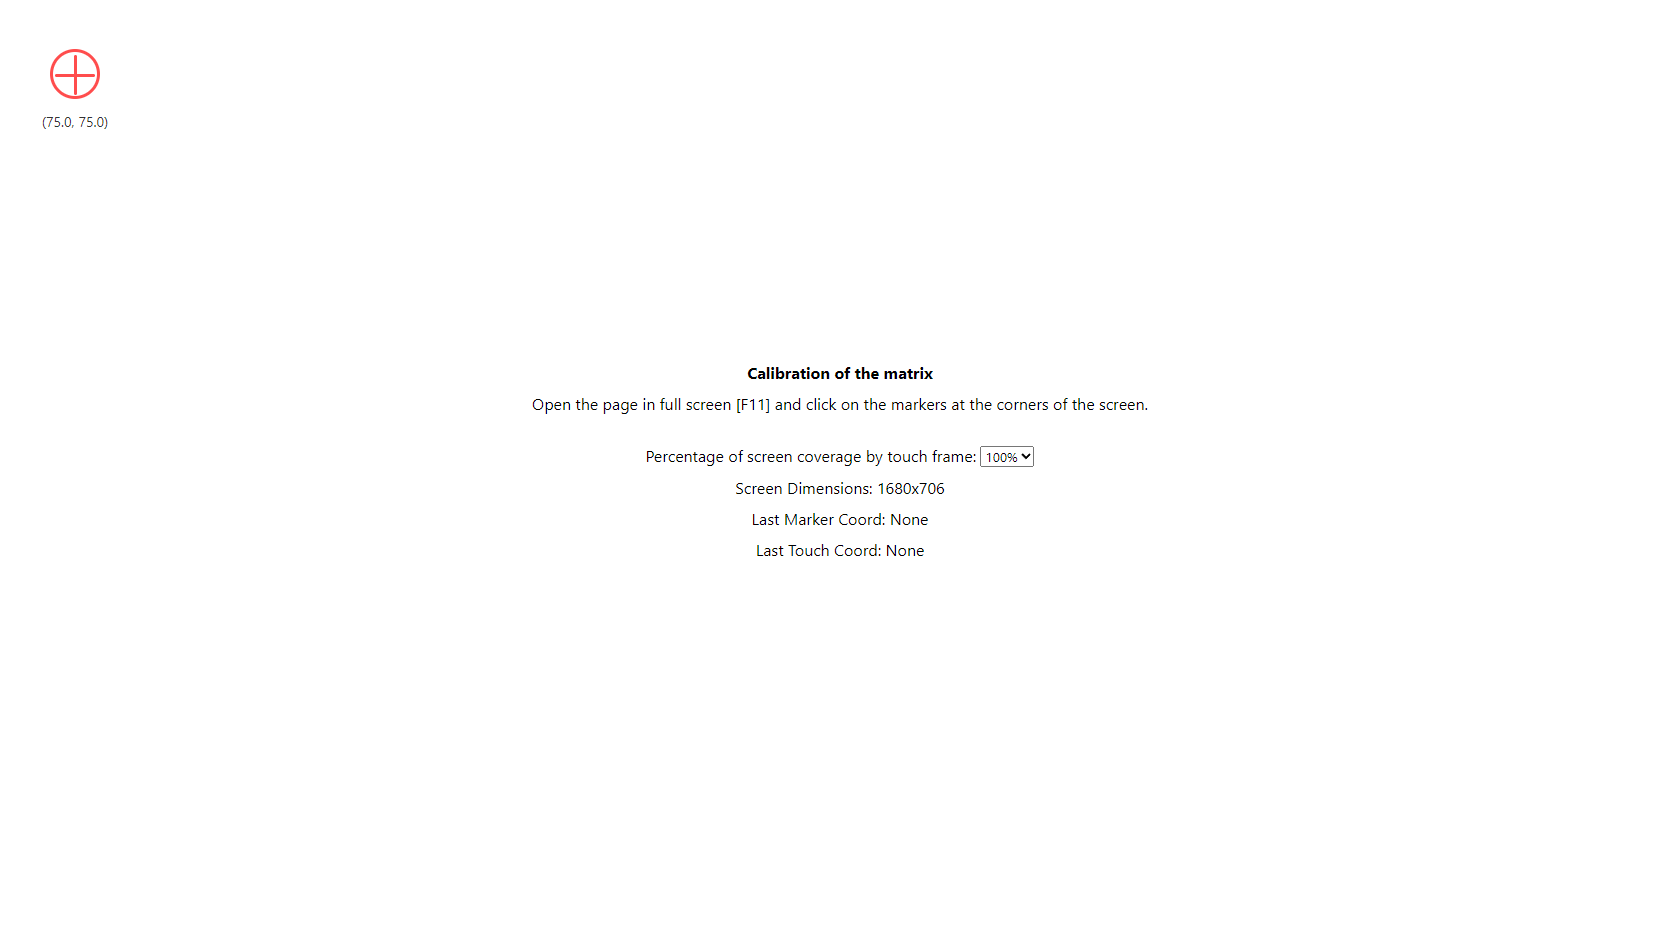 (75.0, 75.0)
Calibration of the matrix
Open the page in full screen [F11] and click on the markers at the corners of the screen.
Percentage of screen coverage by touch frame: 100%
Screen Dimensions: 1680x706
Last Marker Coord: None
Last Touch Coord: None